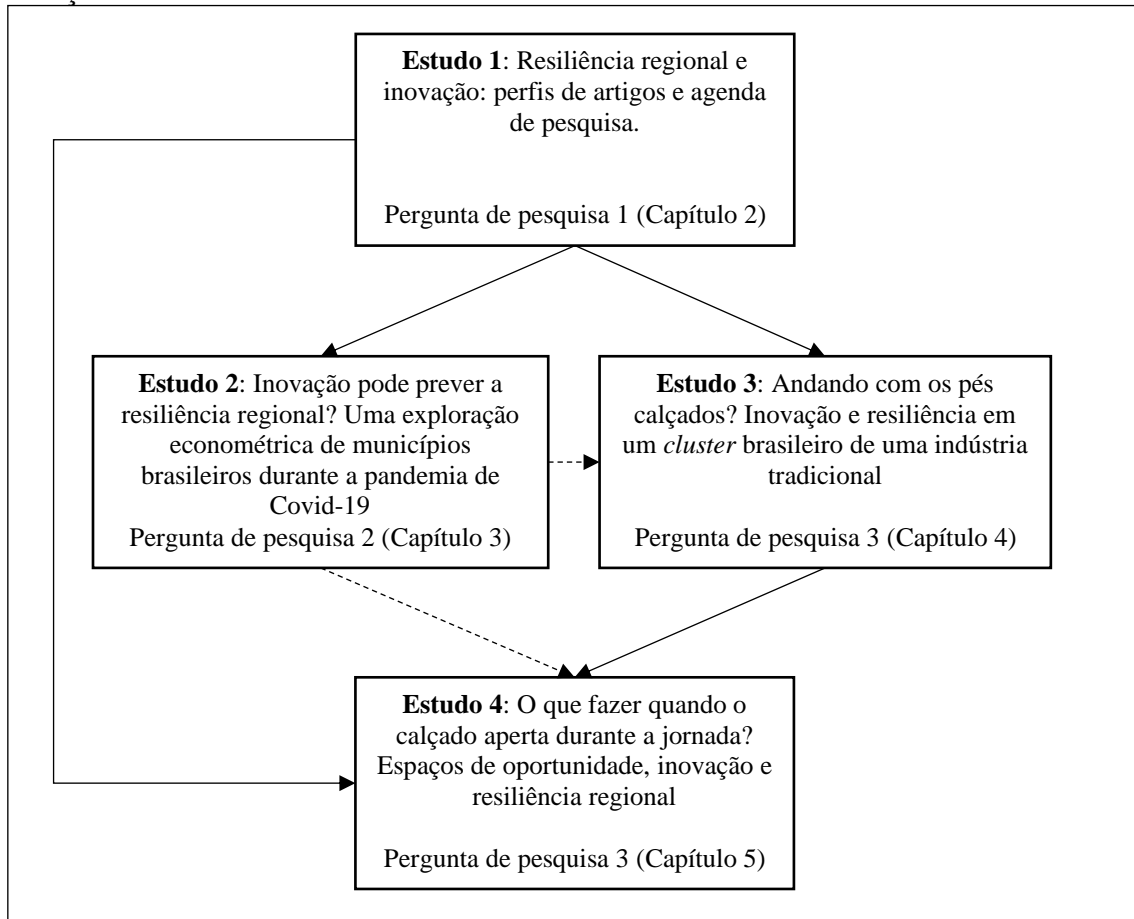 Estudo 1: Resiliência regional e
inovação: perfis de artigos e agenda
de pesquisa.
Pergunta de pesquisa 1 (Capítulo 2)
Estudo 2: Inovação pode prever a
resiliência regional? Uma exploração
econométrica de municípios
brasileiros durante a pandemia de
Covid-19
Pergunta de pesquisa 2 (Capítulo 3)
Estudo 3: Andando com os pés
calçados? Inovação e resiliência em
um cluster brasileiro de uma indústria
tradicional
Pergunta de pesquisa 3 (Capítulo 4)
Estudo 4: O que fazer quando o
calçado aperta durante a jornada?
Espaços de oportunidade, inovação e
resiliência regional
Pergunta de pesquisa 3 (Capítulo 5)